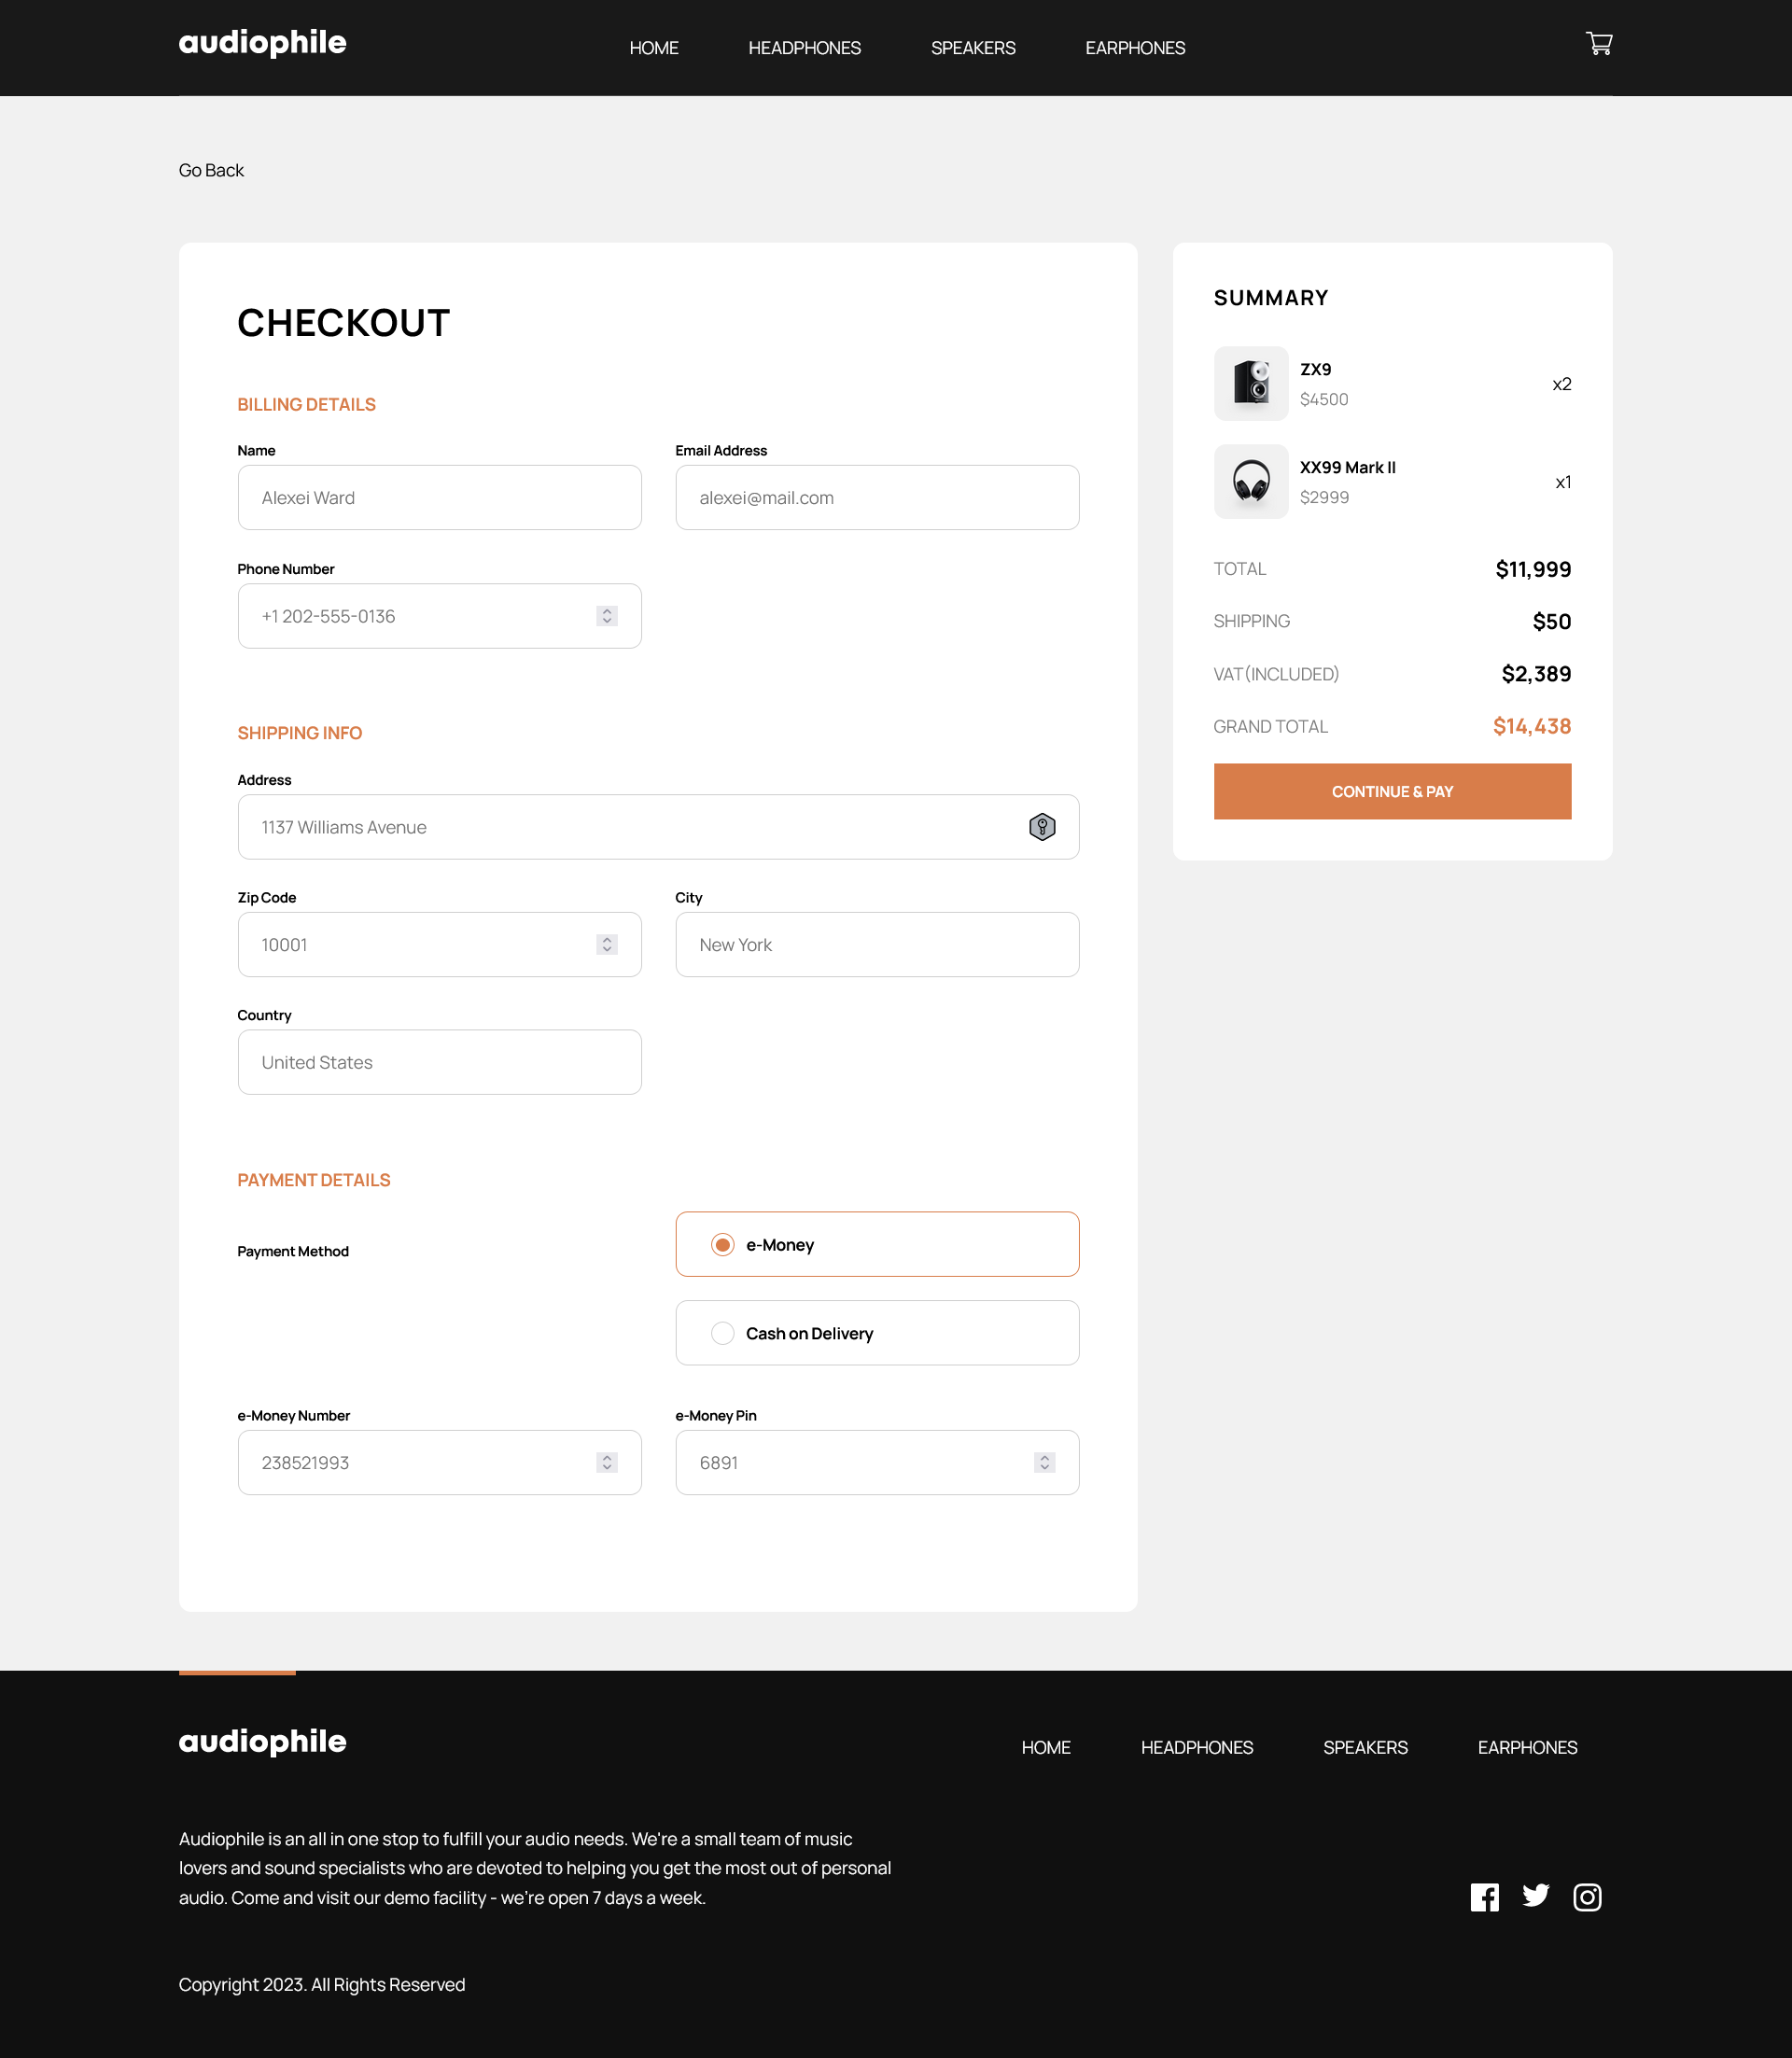 audiophile
HOME HEADPHONES SPEAKERS EARPHONES
Go Back
CHECKOUT
BILLING DETAILS
Name Email Address
Alexei Ward alexei@mail.com
Phone Number
+1 202-555-0136
SHIPPING INFO
Address
1137 Williams Avenue
Zip Code City
10001 New York
Country
United States
PAYMENT DETAILS
Payment Method
e-Money
Cash on Delivery
e-Money Number e-Money Pin
238521993 6891
SUMMARY
ZX9
$4500
x2
XX99 Mark II
$2999
x1
TOTAL $11,999
SHIPPING $50
VAT(INCLUDED) $2,389
GRAND TOTAL $14,438
CONTINUE & PAY
audiophile
HOME HEADPHONES SPEAKERS EARPHONES
Audiophile is an all in one stop to fulfill your audio needs. We're a small team of music
lovers and sound specialists who are devoted to helping you get the most out of personal
audio. Come and visit our demo facility - we're open 7 days a week.
Copyright 2023. All Rights Reserved